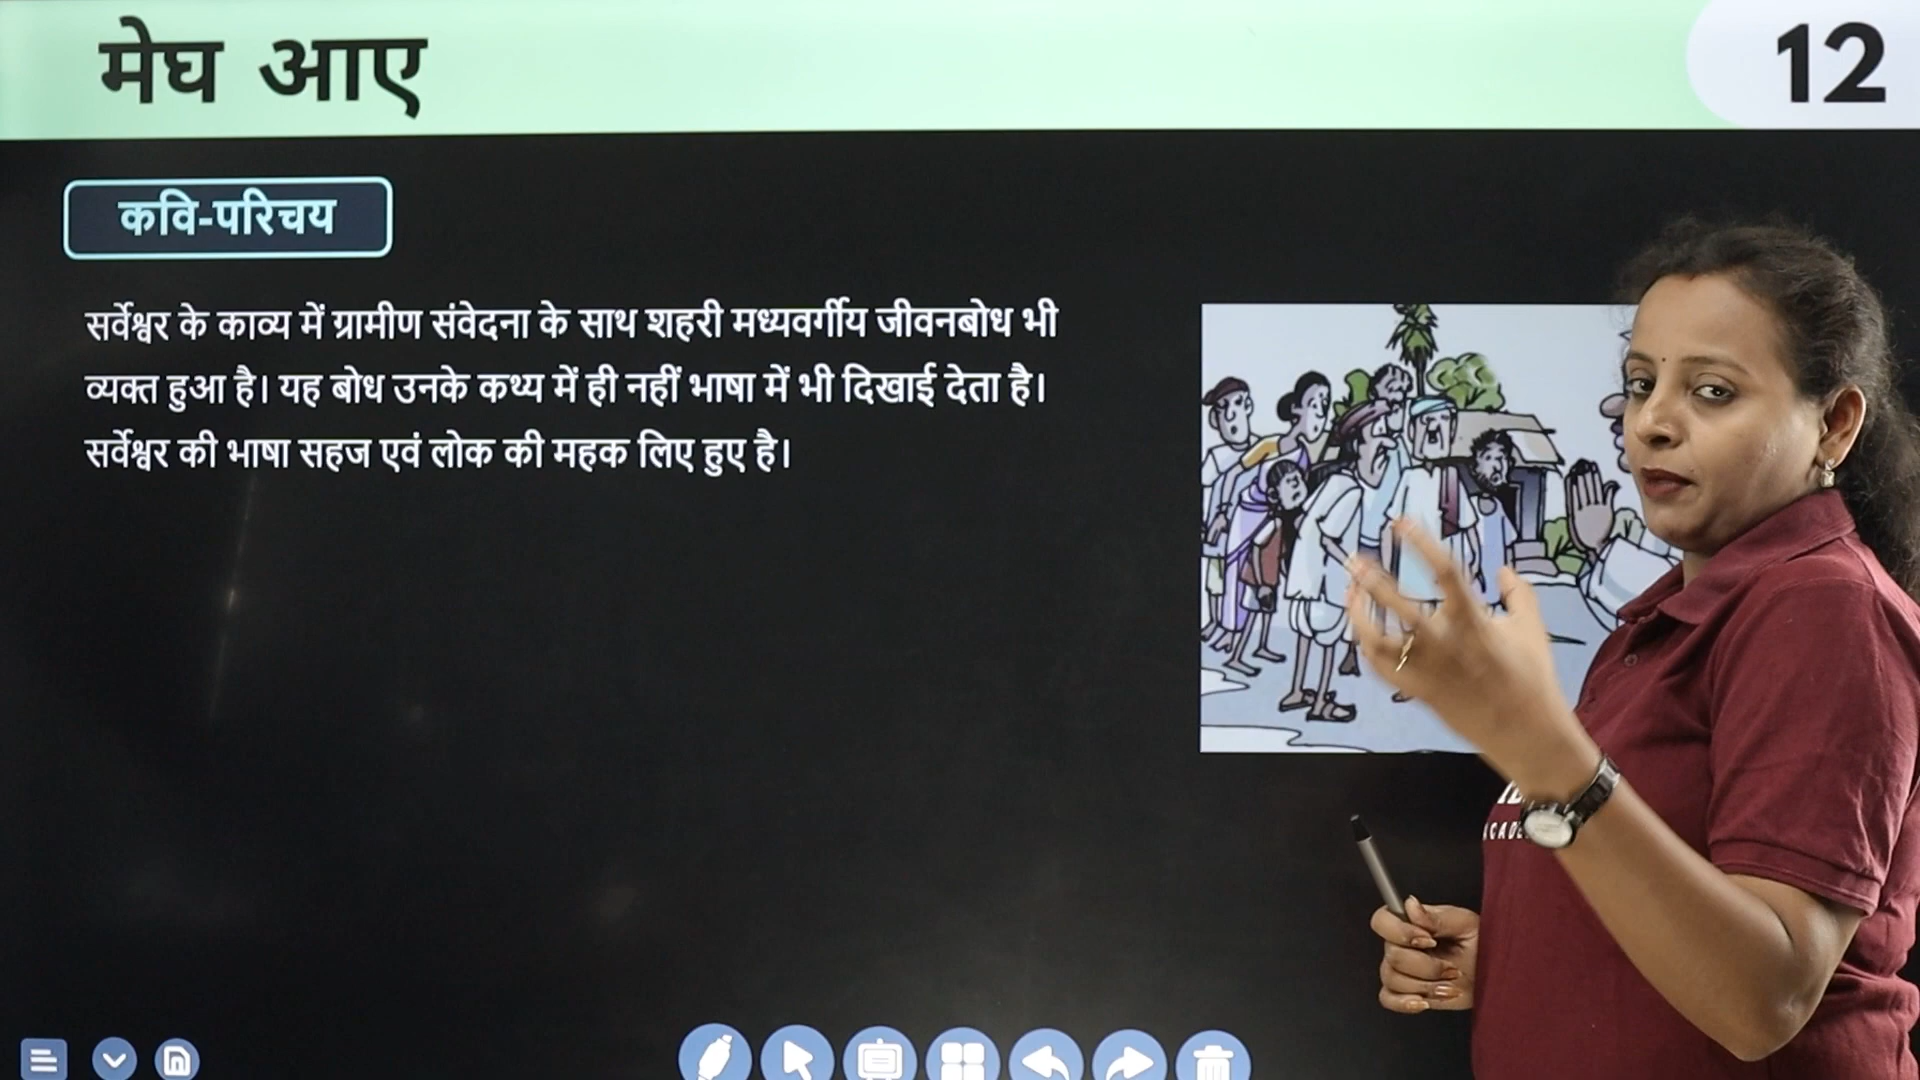 मेघ आए
12
कवि-परिचय
सर्वेश्वर के काव्य में ग्रामीण संवेदना के साथ शहरी मध्यवर्गीय जीवनबोध भी
व्यक्त हुआ है। यह बोध उनके कथ्य में ही नहीं भाषा में भी दिखाई देता है।
सर्वेश्वर की भाषा सहज एवं लोक की महक लिए हुए है।